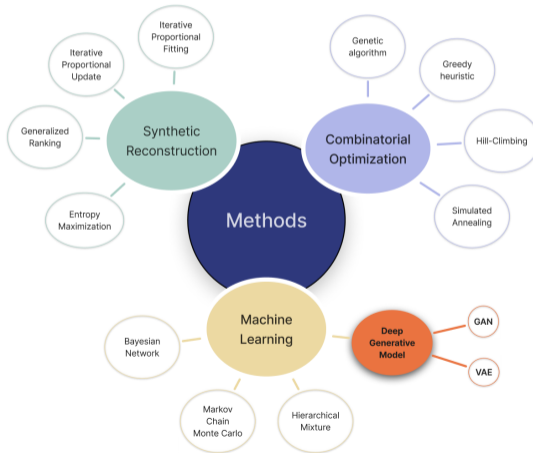 Iterative
Proportional
Fitting
Iterative
Proportional
Update
Generalized
Ranking
Entropy
Maximization
Synthetic
Reconstruction
Genetic
algorithm
Greedy
heuristic
Hill-Climbing
Simulated
Annealing
Combinatorial
Optimization
Methods
Machine
Learning
Bayesian
Network
Markov
Chain
Monte Carlo
Hierarchical
Mixture
Deep
Generative
Model
GAN
VAE